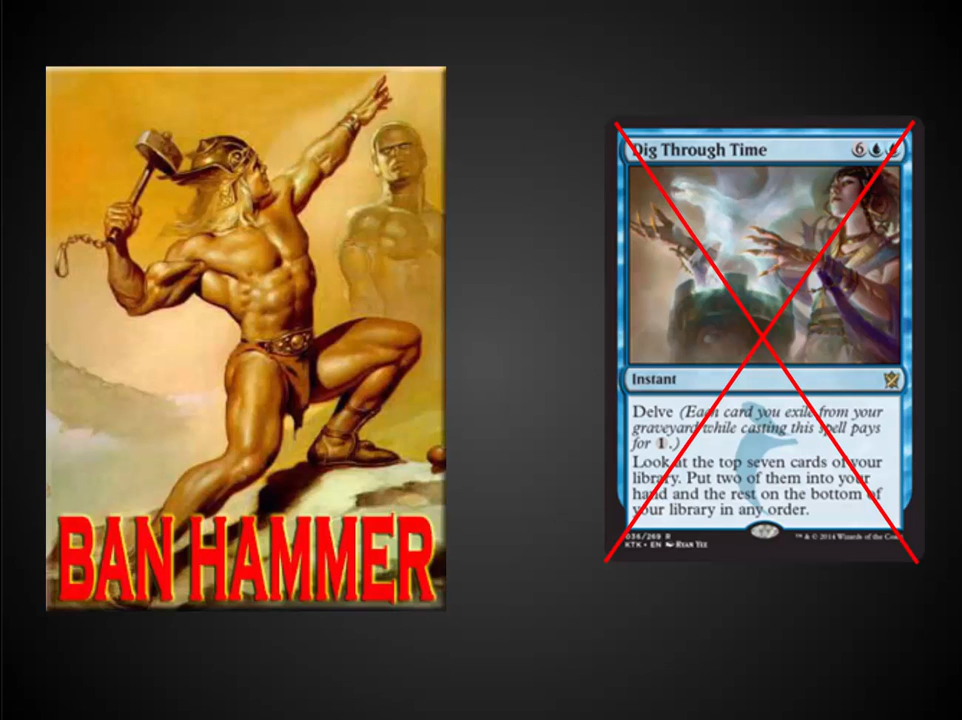 BAN HAMMER
Dig Through Time 6
Instant
Delve (Each card you exile from your
graveyard while casting this spell pays
for 1.)
Look at the top seven cards of your
library. Put two of them into your
hand and the rest on the bottom of
your library in any order.
036/269 R
KTK • EN Ryan Yee
™ & © 2014 Wizards of the Coast